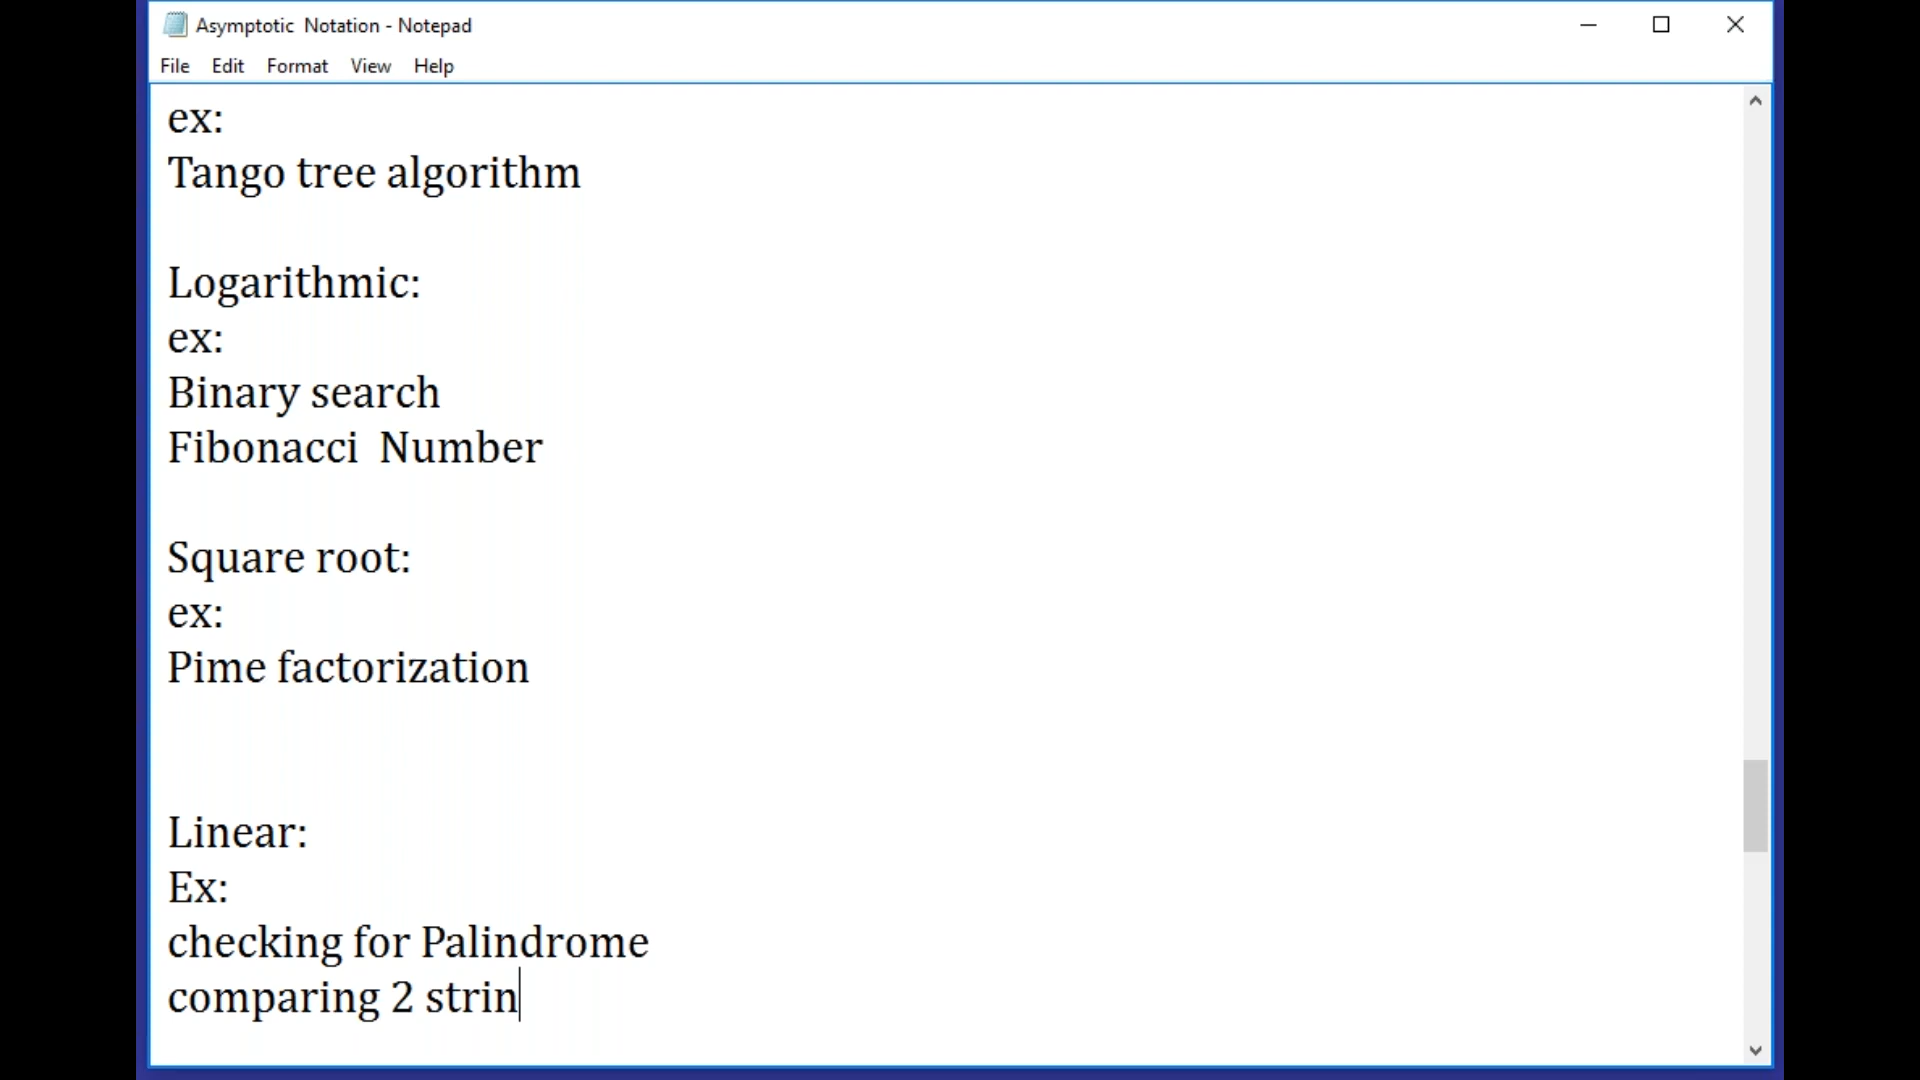 Asymptotic  Notation - Notepad
File Edit Format View Help
ex:
Tango tree algorithm
Logarithmic:
ex:
Binary search
Fibonacci  Number
Square root:
ex:
Pime factorization
Linear:
Ex:
checking for Palindrome
comparing 2 strin